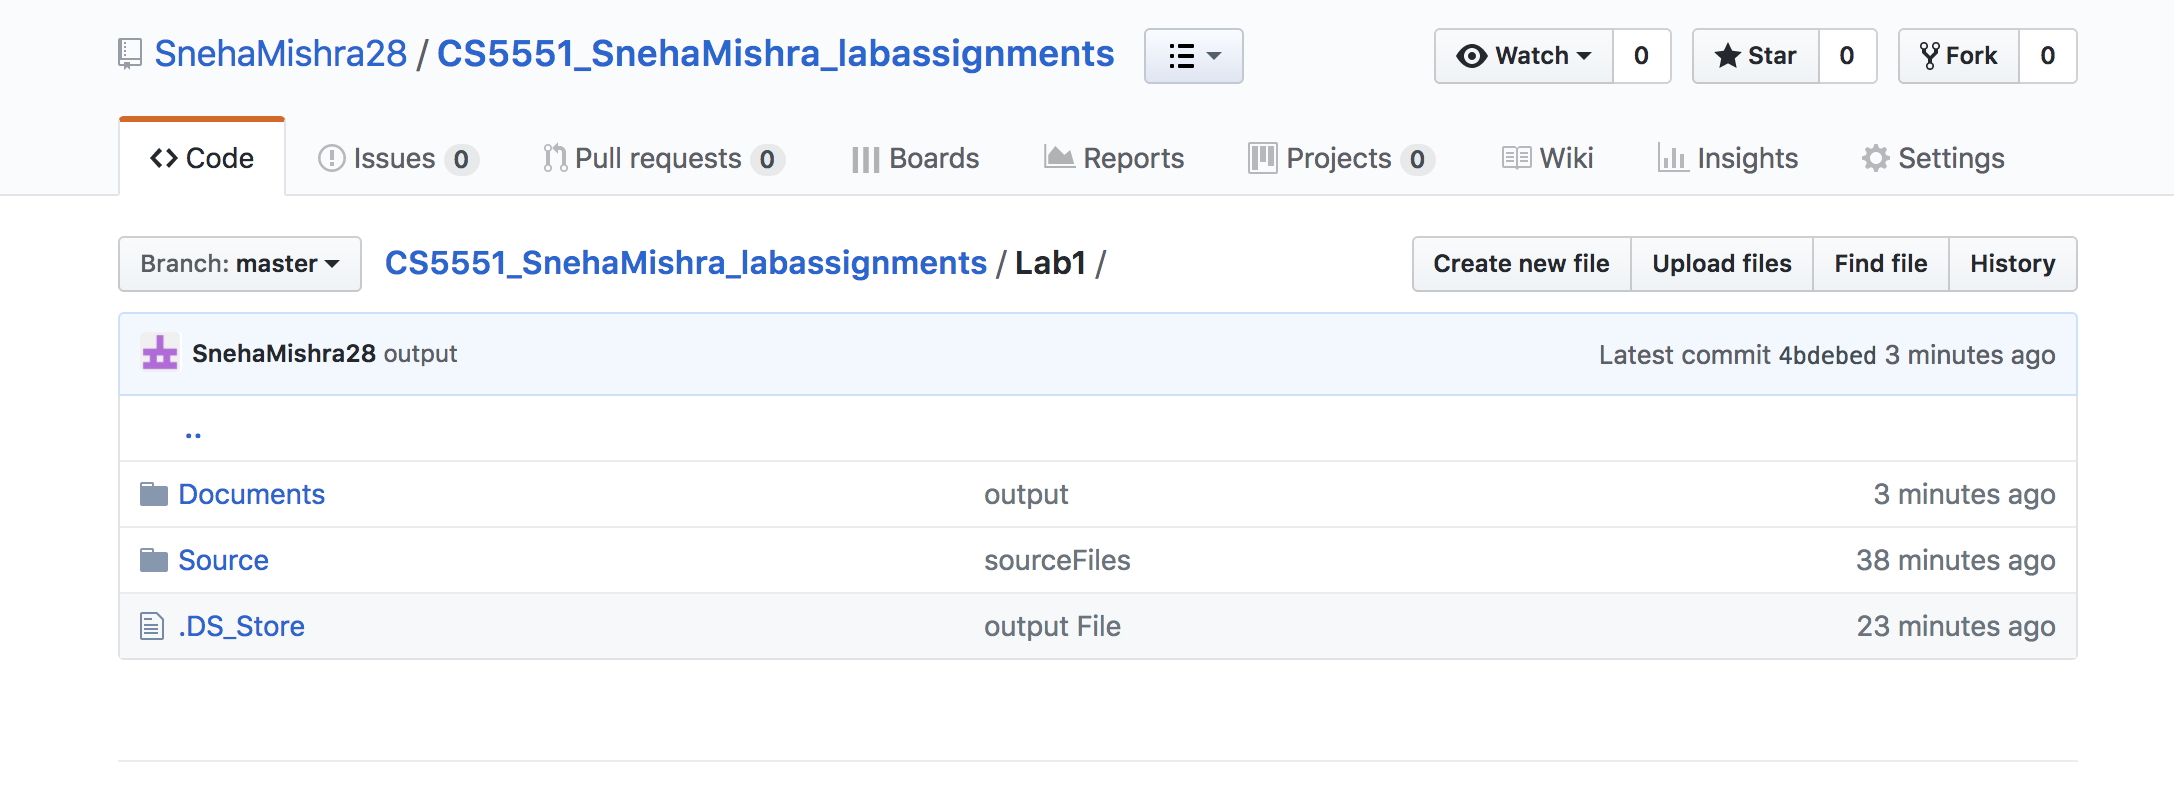 SnehaMishra28 / CS5551_SnehaMishra_labassignments Watch 0 Star 0 Fork 0
Code Issues 0 Pull requests 0 Boards Reports Projects 0 Wiki Insights Settings
Branch: master CS5551_SnehaMishra_labassignments / Lab1 / Create new file Upload files Find file History
SnehaMishra28 output Latest commit 4bdebed 3 minutes ago
..
Documents output 3 minutes ago
Source sourceFiles 38 minutes ago
.DS_Store output File 23 minutes ago